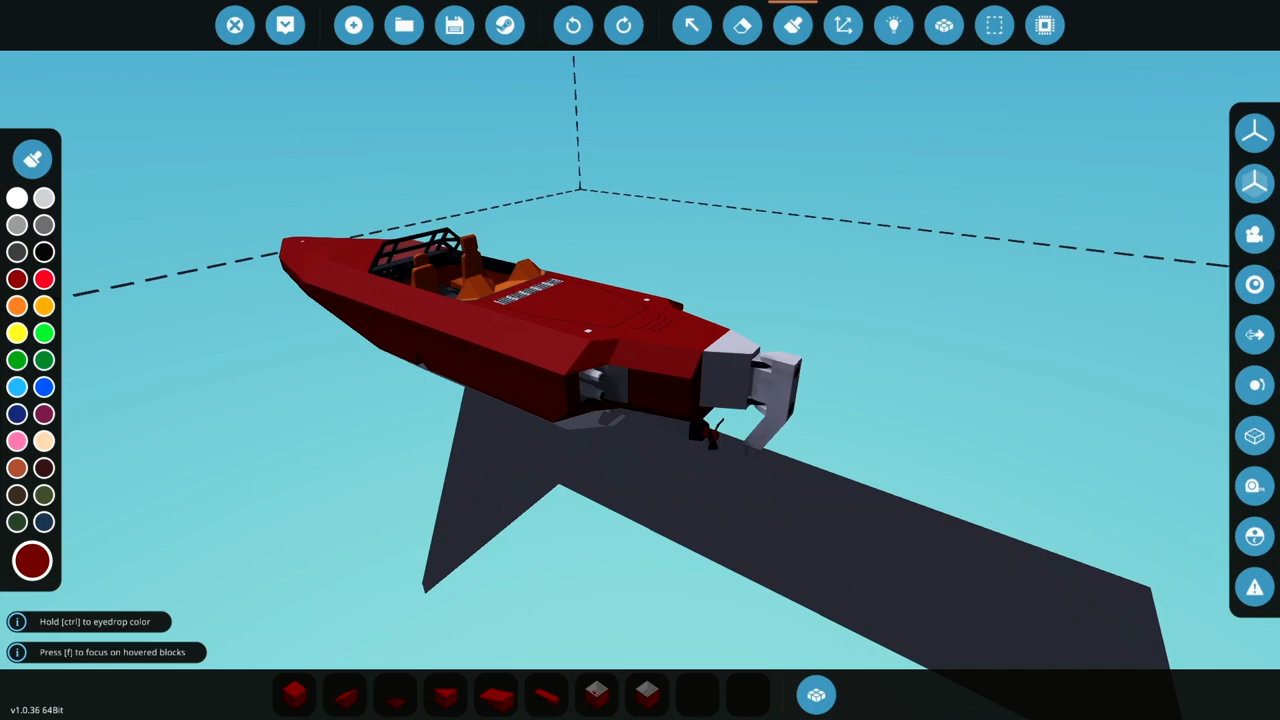 Hold [ctrl] to eyedrop color
Press [f] to focus on hovered blocks
v1.0.36 64Bit